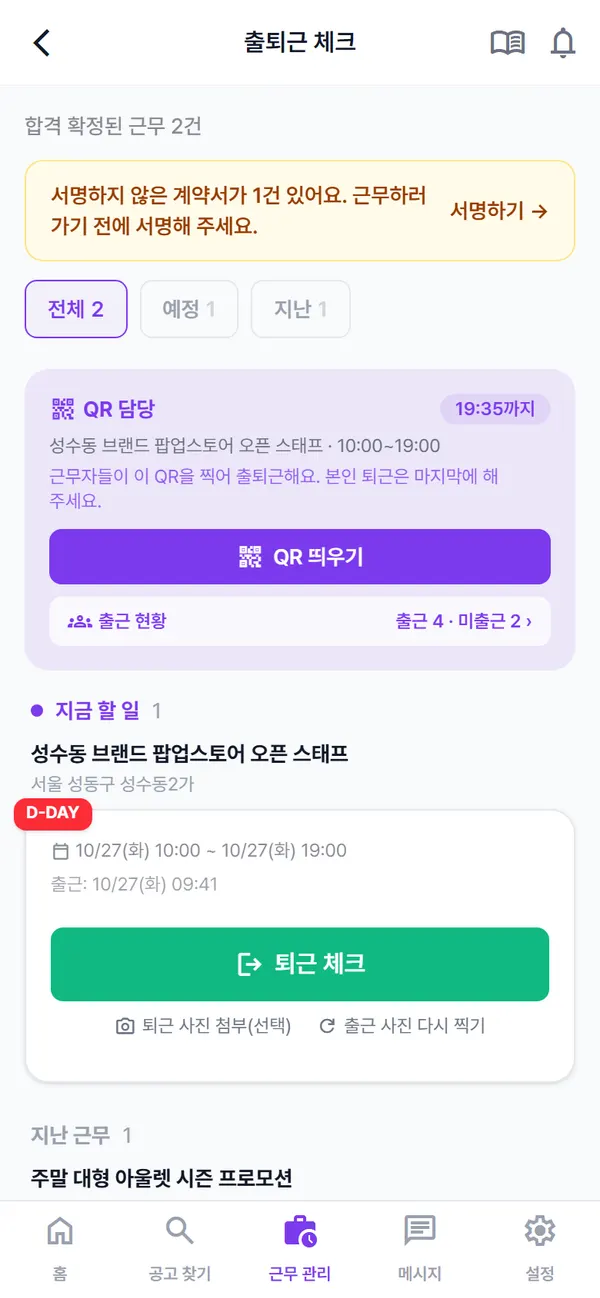 출퇴근 체크
합격 확정된 근무 2건
서명하지 않은 계약서가 1건 있어요. 근무하러
가기 전에 서명해 주세요.
서명하기 →
전체 2
예정 1
지난 1
QR 담당
19:35까지
성수동 브랜드 팝업스토어 오픈 스태프 · 10:00~19:00
근무자들이 이 QR을 찍어 출퇴근해요. 본인 퇴근은 마지막에 해
주세요.
QR 띄우기
출근 현황
출근 4 · 미출근 2 ›
지금 할 일 1
성수동 브랜드 팝업스토어 오픈 스태프
서울 성동구 성수동2가
D-DAY
10/27(화) 10:00 ~ 10/27(화) 19:00
출근: 10/27(화) 09:41
퇴근 체크
퇴근 사진 첨부(선택)
출근 사진 다시 찍기
지난 근무 1
주말 대형 아울렛 시즌 프로모션
홈
공고 찾기
근무 관리
메시지
설정